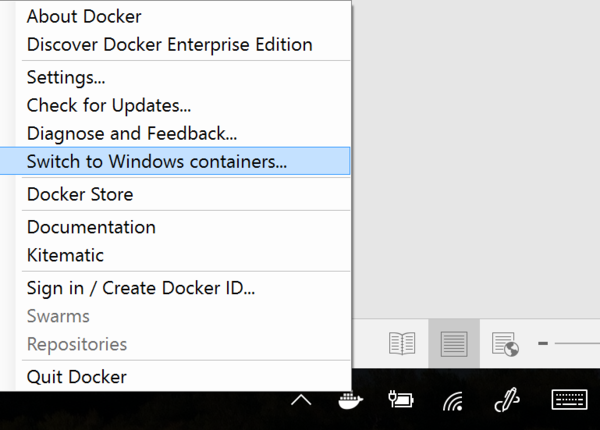 About Docker
Discover Docker Enterprise Edition
Settings...
Check for Updates...
Diagnose and Feedback...
Switch to Windows containers...
Docker Store
Documentation
Kitematic
Sign in / Create Docker ID...
Swarms
Repositories
Quit Docker